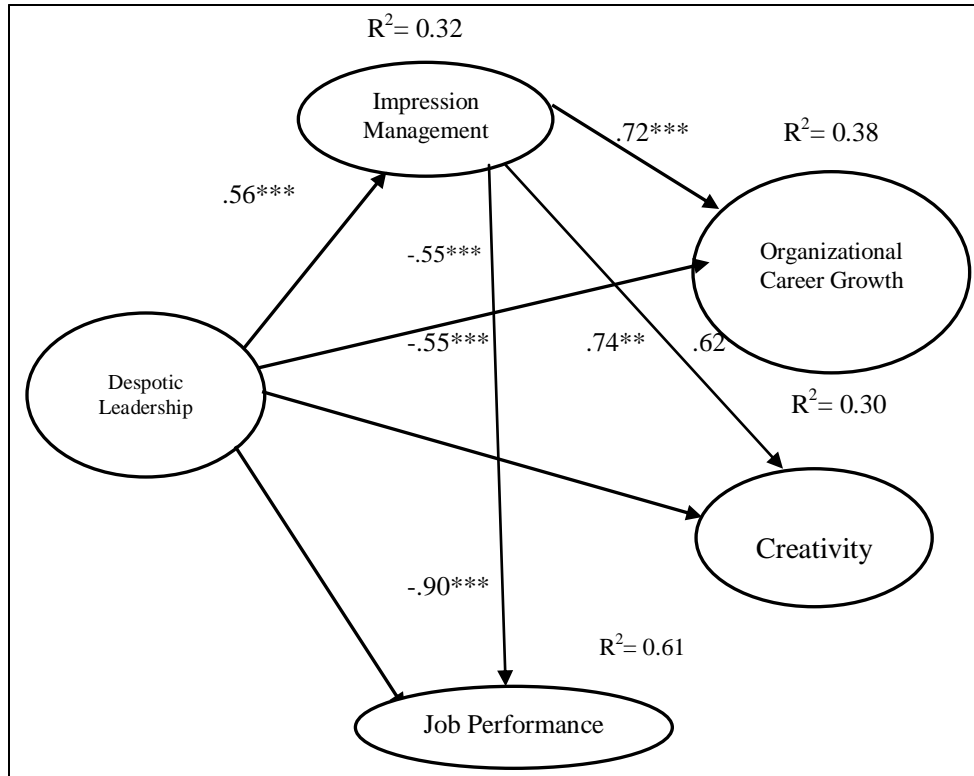 R²= 0.32
Impression
Management
.72***
R²= 0.38
.56***
-.55***
Organizational
Career Growth
-.55***
.74**
.62
Despotic
Leadership
R²= 0.30
Creativity
-.90***
R²= 0.61
Job Performance